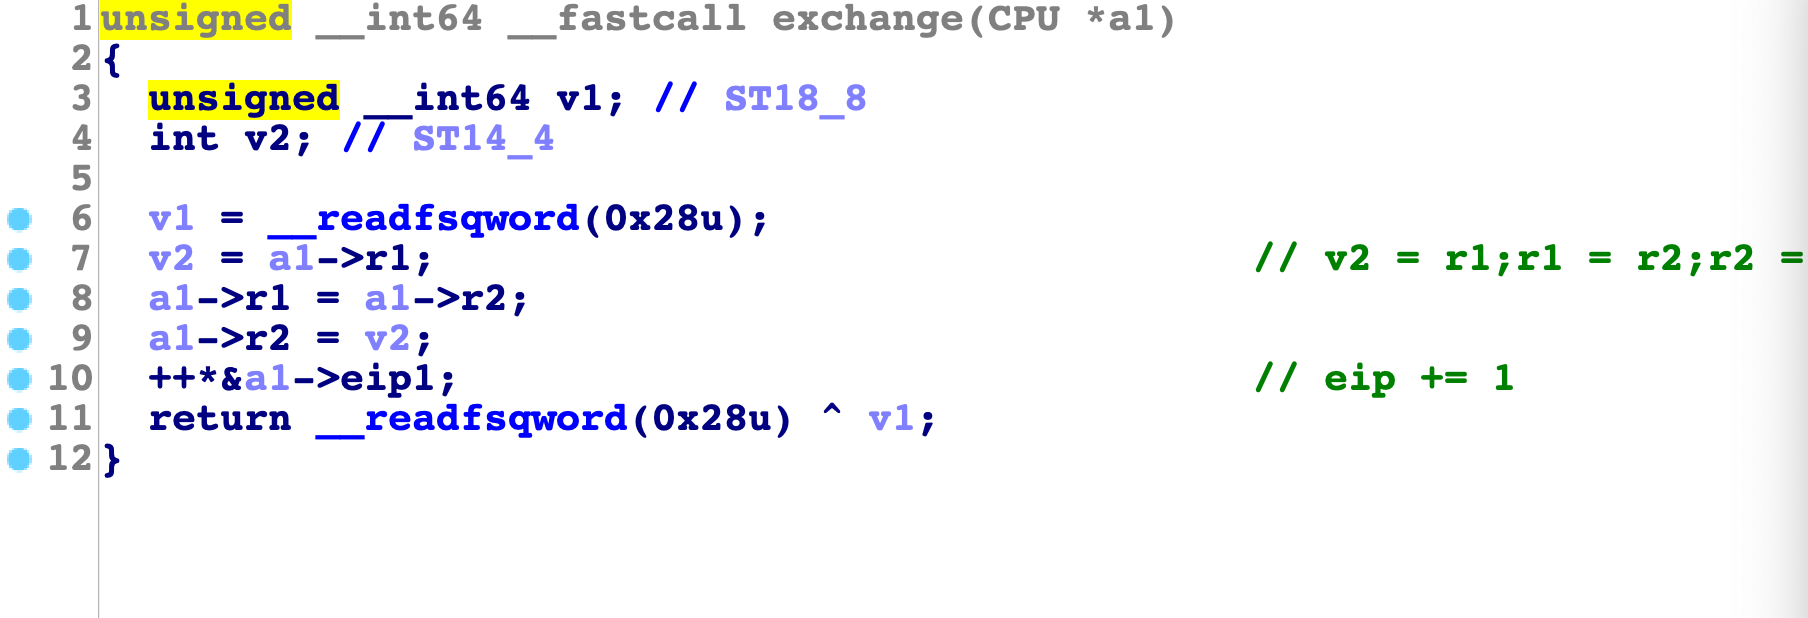 1 unsigned __int64 __fastcall exchange(CPU *a1)
2 {
3 unsigned __int64 v1; // ST18_8
4 int v2; // ST14_4
5
6 v1 = __readfsqword(0x28u);
7 v2 = a1->r1; // v2 = r1;r1 = r2;r2 =
8 a1->r1 = a1->r2;
9 a1->r2 = v2;
10 ++*&a1->eip1; // eip += 1
11 return __readfsqword(0x28u) ^ v1;
12 }